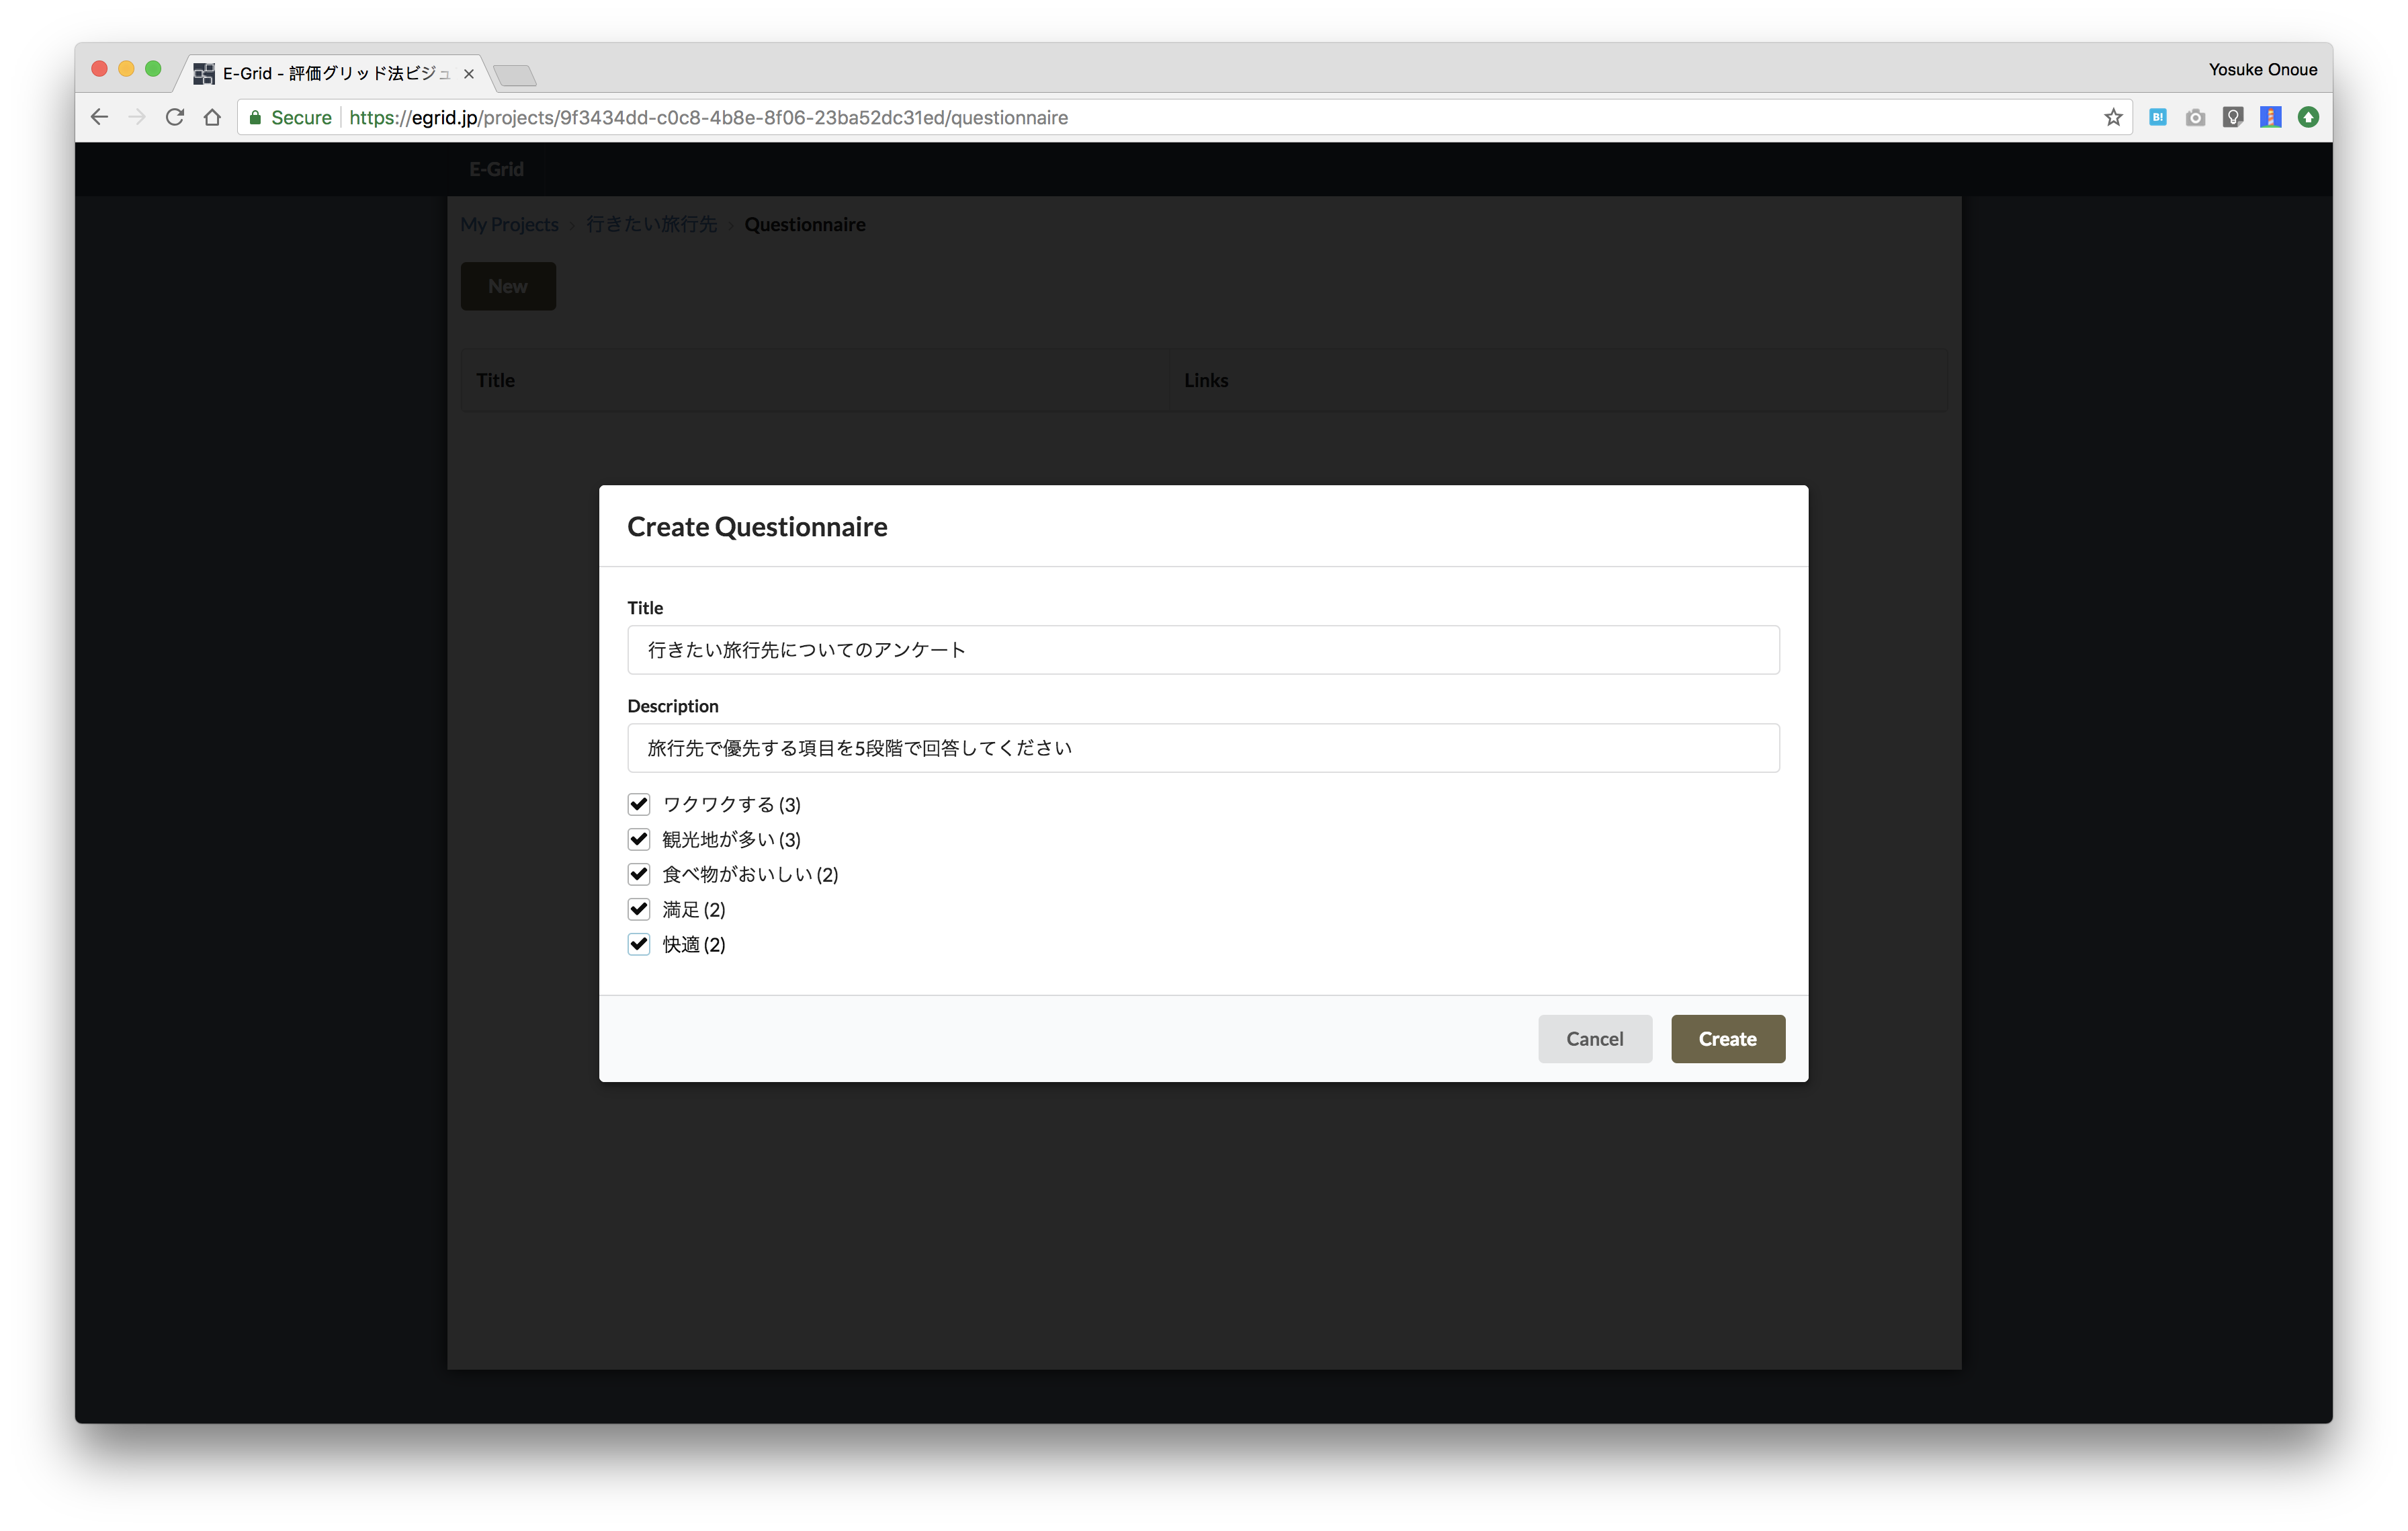 E-Grid - 評価グリッド法ビジュ
Yosuke Onoue
Secure https://egrid.jp/projects/9f3434dd-c0c8-4b8e-8f06-23ba52dc31ed/questionnaire
B!
E-Grid
My Projects › 行きたい旅行先 › Questionnaire
New
Title Links
Create Questionnaire
Title
行きたい旅行先についてのアンケート
Description
旅行先で優先する項目を5段階で回答してください
ワクワクする (3)
観光地が多い (3)
食べ物がおいしい (2)
満足 (2)
快適 (2)
Cancel Create